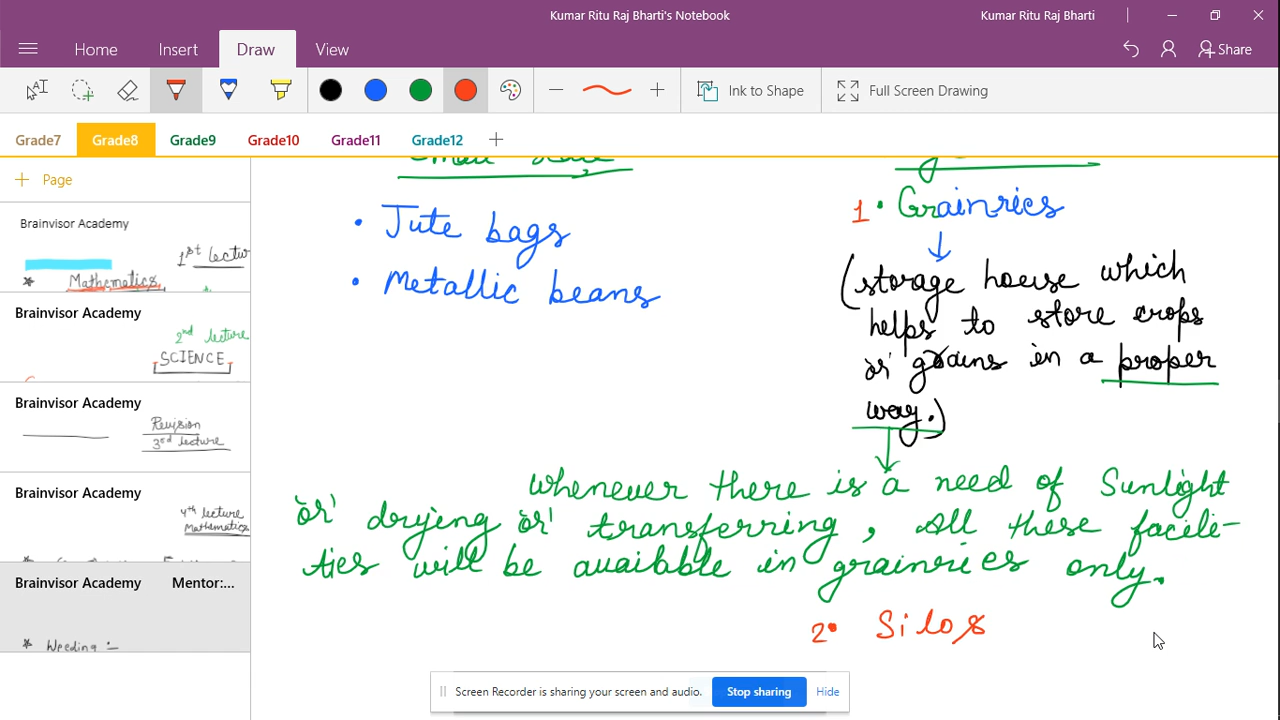 Kumar Ritu Raj Bharti's Notebook
Kumar Ritu Raj Bharti
Home Insert Draw View
Share
Ink to Shape
Full Screen Drawing
Grade7 Grade8 Grade9 Grade10 Grade11 Grade12
Page
Brainvisor Academy
1st lectur
* Mathematics
Brainvisor Academy
2nd lecture
SCIENCE
Brainvisor Academy
Revision
3rd lecture
Brainvisor Academy
4th lecture
Mathematics
Brainvisor Academy Mentor:...
* Weeding :-
• Jute bags
• Metallic beans
1 • Grainries
(storage house which
helps to store crops
'or' grains in a proper
way.)
whenever there is a need of Sunlight
'or' drying 'or' transferring, All these facili-
ties will be avaible in grainries only.
2• Silos
Screen Recorder is sharing your screen and audio.
Stop sharing
Hide